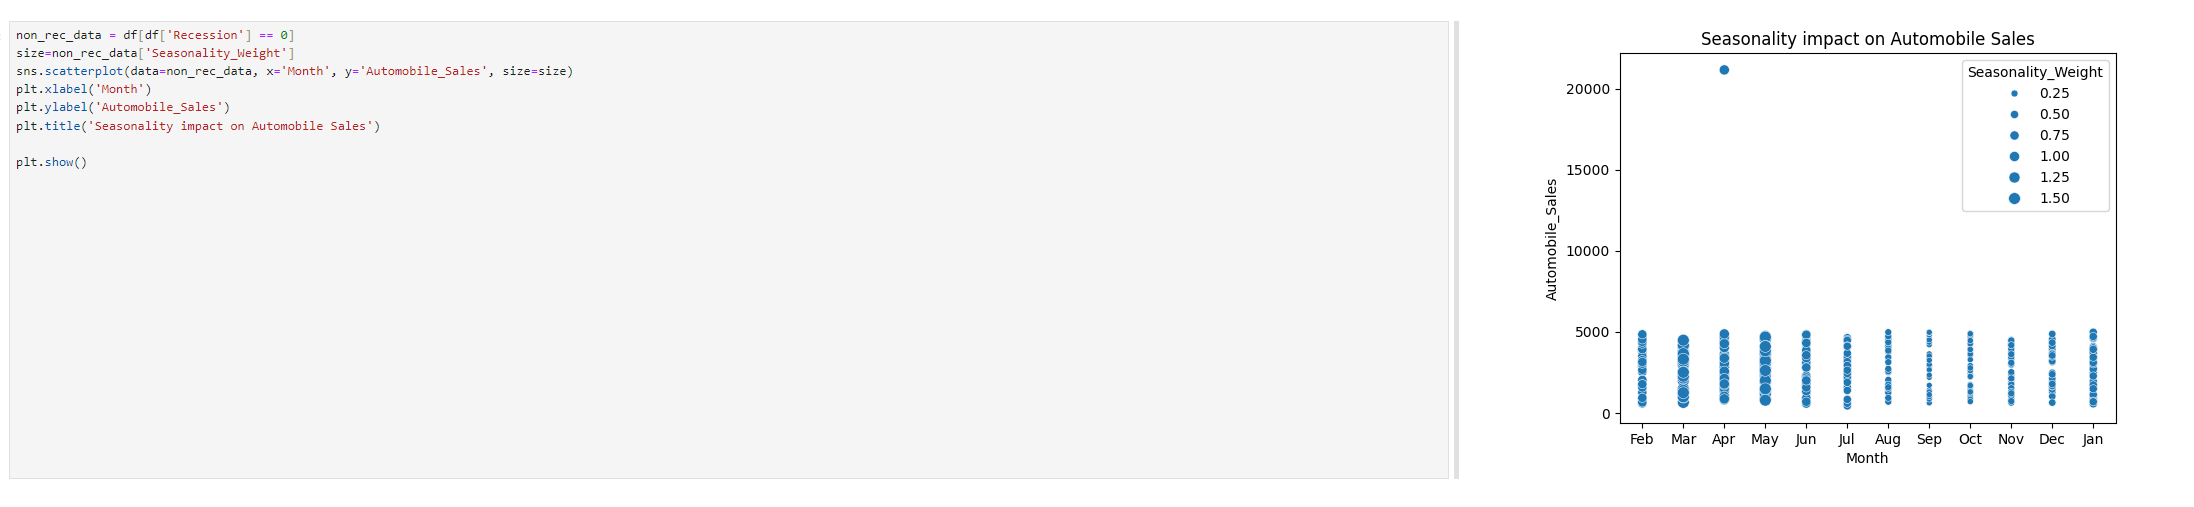 non_rec_data = df[df['Recession'] == 0]
size=non_rec_data['Seasonality_Weight']
sns.scatterplot(data=non_rec_data, x='Month', y='Automobile_Sales', size=size)
plt.xlabel('Month')
plt.ylabel('Automobile_Sales')
plt.title('Seasonality impact on Automobile Sales')
plt.show()
Seasonality impact on Automobile Sales
Seasonality_Weight
0.25
0.50
0.75
1.00
1.25
1.50
Automobile_Sales
20000
15000
10000
5000
0
Feb Mar Apr May Jun Jul Aug Sep Oct Nov Dec Jan
Month